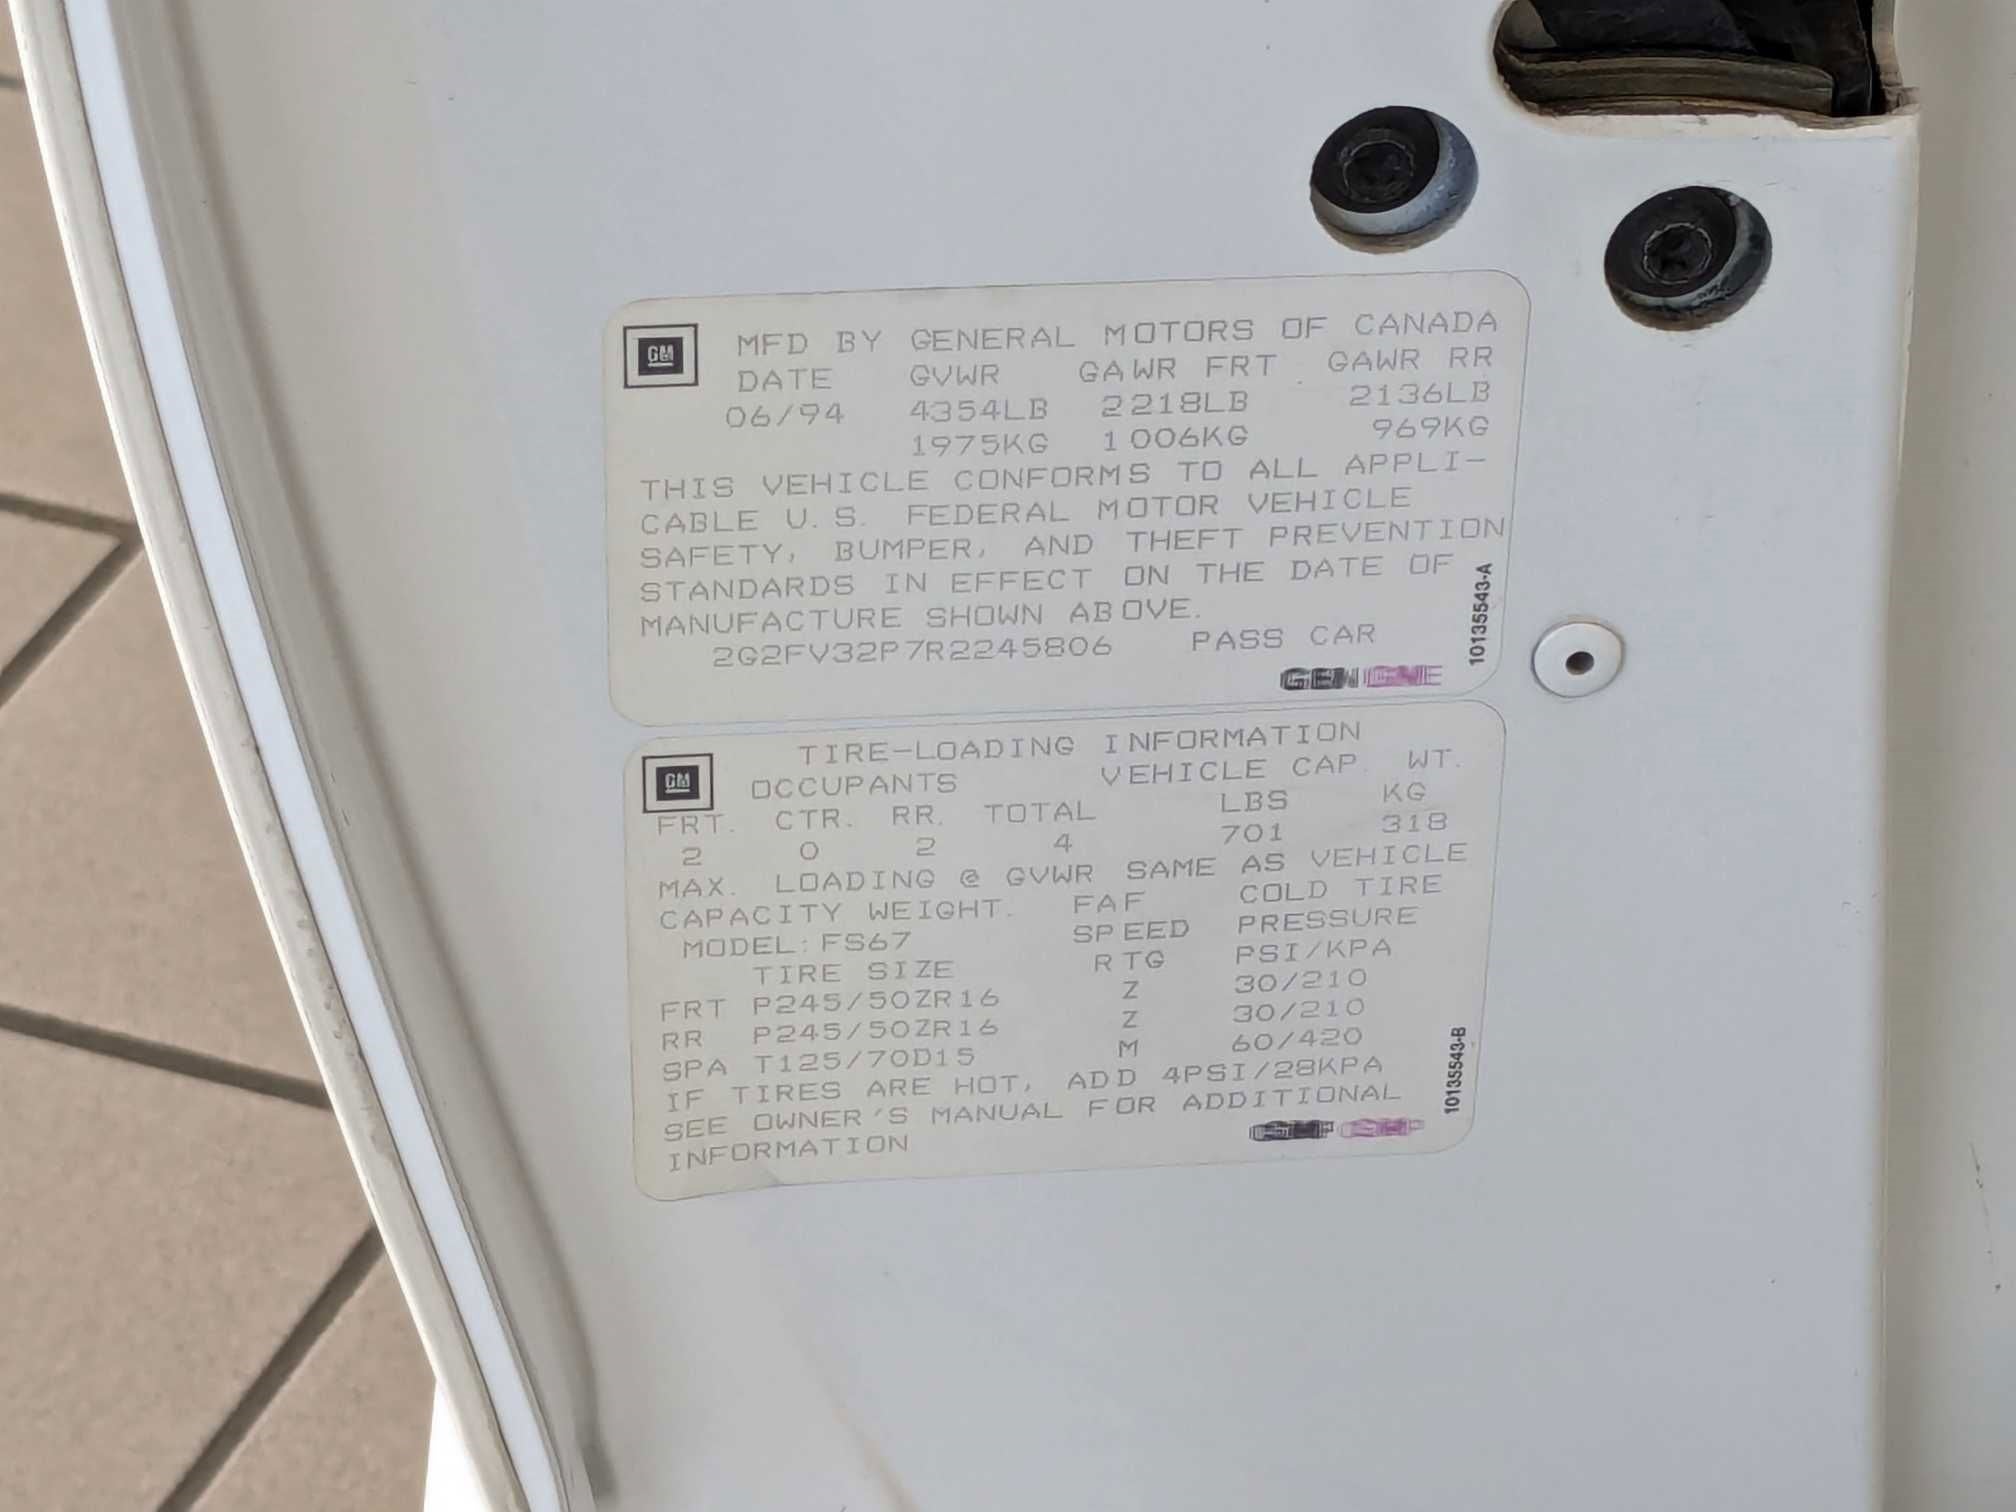 GM
MFD BY GENERAL MOTORS OF CANADA
DATE GVWR GAWR FRT GAWR RR
06/94 4354LB 2218LB 2136LB
1975KG 1006KG 969KG
THIS VEHICLE CONFORMS TO ALL APPLI-
CABLE U.S. FEDERAL MOTOR VEHICLE
SAFETY, BUMPER, AND THEFT PREVENTION
STANDARDS IN EFFECT ON THE DATE OF
MANUFACTURE SHOWN ABOVE.
2G2FV32P7R2245806 PASS CAR
10135543-A
GM
TIRE-LOADING INFORMATION
OCCUPANTS VEHICLE CAP. WT.
FRT. CTR. RR. TOTAL LBS KG
2 0 2 4 701 318
MAX. LOADING @ GVWR SAME AS VEHICLE
CAPACITY WEIGHT. FAF COLD TIRE
MODEL: FS67 SPEED PRESSURE
TIRE SIZE RTG PSI/KPA
FRT P245/50ZR16 Z 30/210
RR P245/50ZR16 Z 30/210
SPA T125/70D15 M 60/420
IF TIRES ARE HOT, ADD 4PSI/28KPA
SEE OWNER'S MANUAL FOR ADDITIONAL
INFORMATION
10135543-B